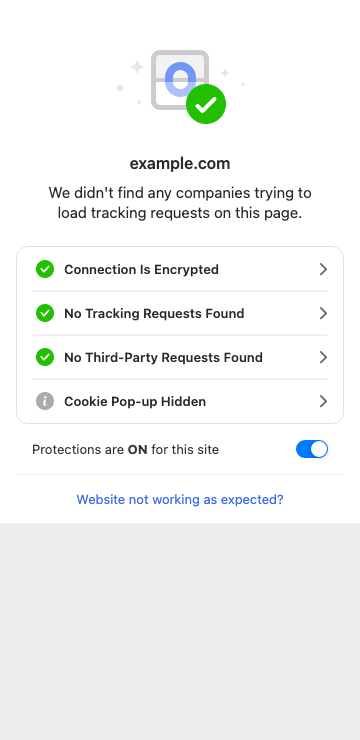 example.com
We didn't find any companies trying to
load tracking requests on this page.
Connection Is Encrypted
No Tracking Requests Found
No Third-Party Requests Found
Cookie Pop-up Hidden
Protections are ON for this site
Website not working as expected?